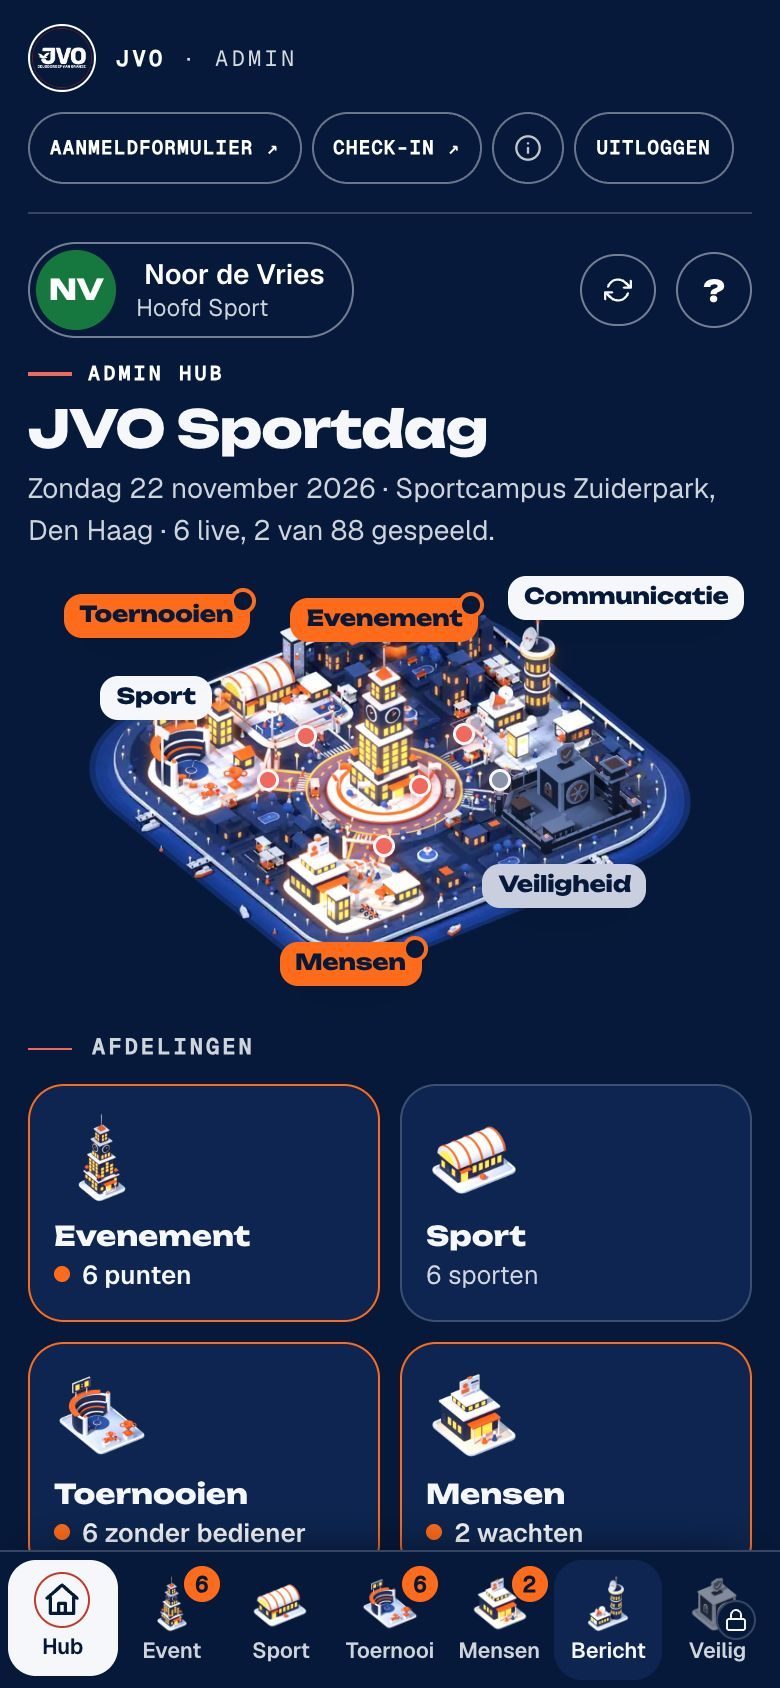 JVO
JVO · ADMIN
AANMELDFORMULIER ↗
CHECK-IN ↗
UITLOGGEN
NV
Noor de Vries
Hoofd Sport
?
ADMIN HUB
JVO Sportdag
Zondag 22 november 2026 · Sportcampus Zuiderpark,
Den Haag · 6 live, 2 van 88 gespeeld.
Toernooien
Evenement
Communicatie
Sport
Veiligheid
Mensen
AFDELINGEN
Evenement
6 punten
Sport
6 sporten
Toernooien
6 zonder bediener
Mensen
2 wachten
Hub
6
Event
Sport
6
Toernooi
2
Mensen
Bericht
Veilig